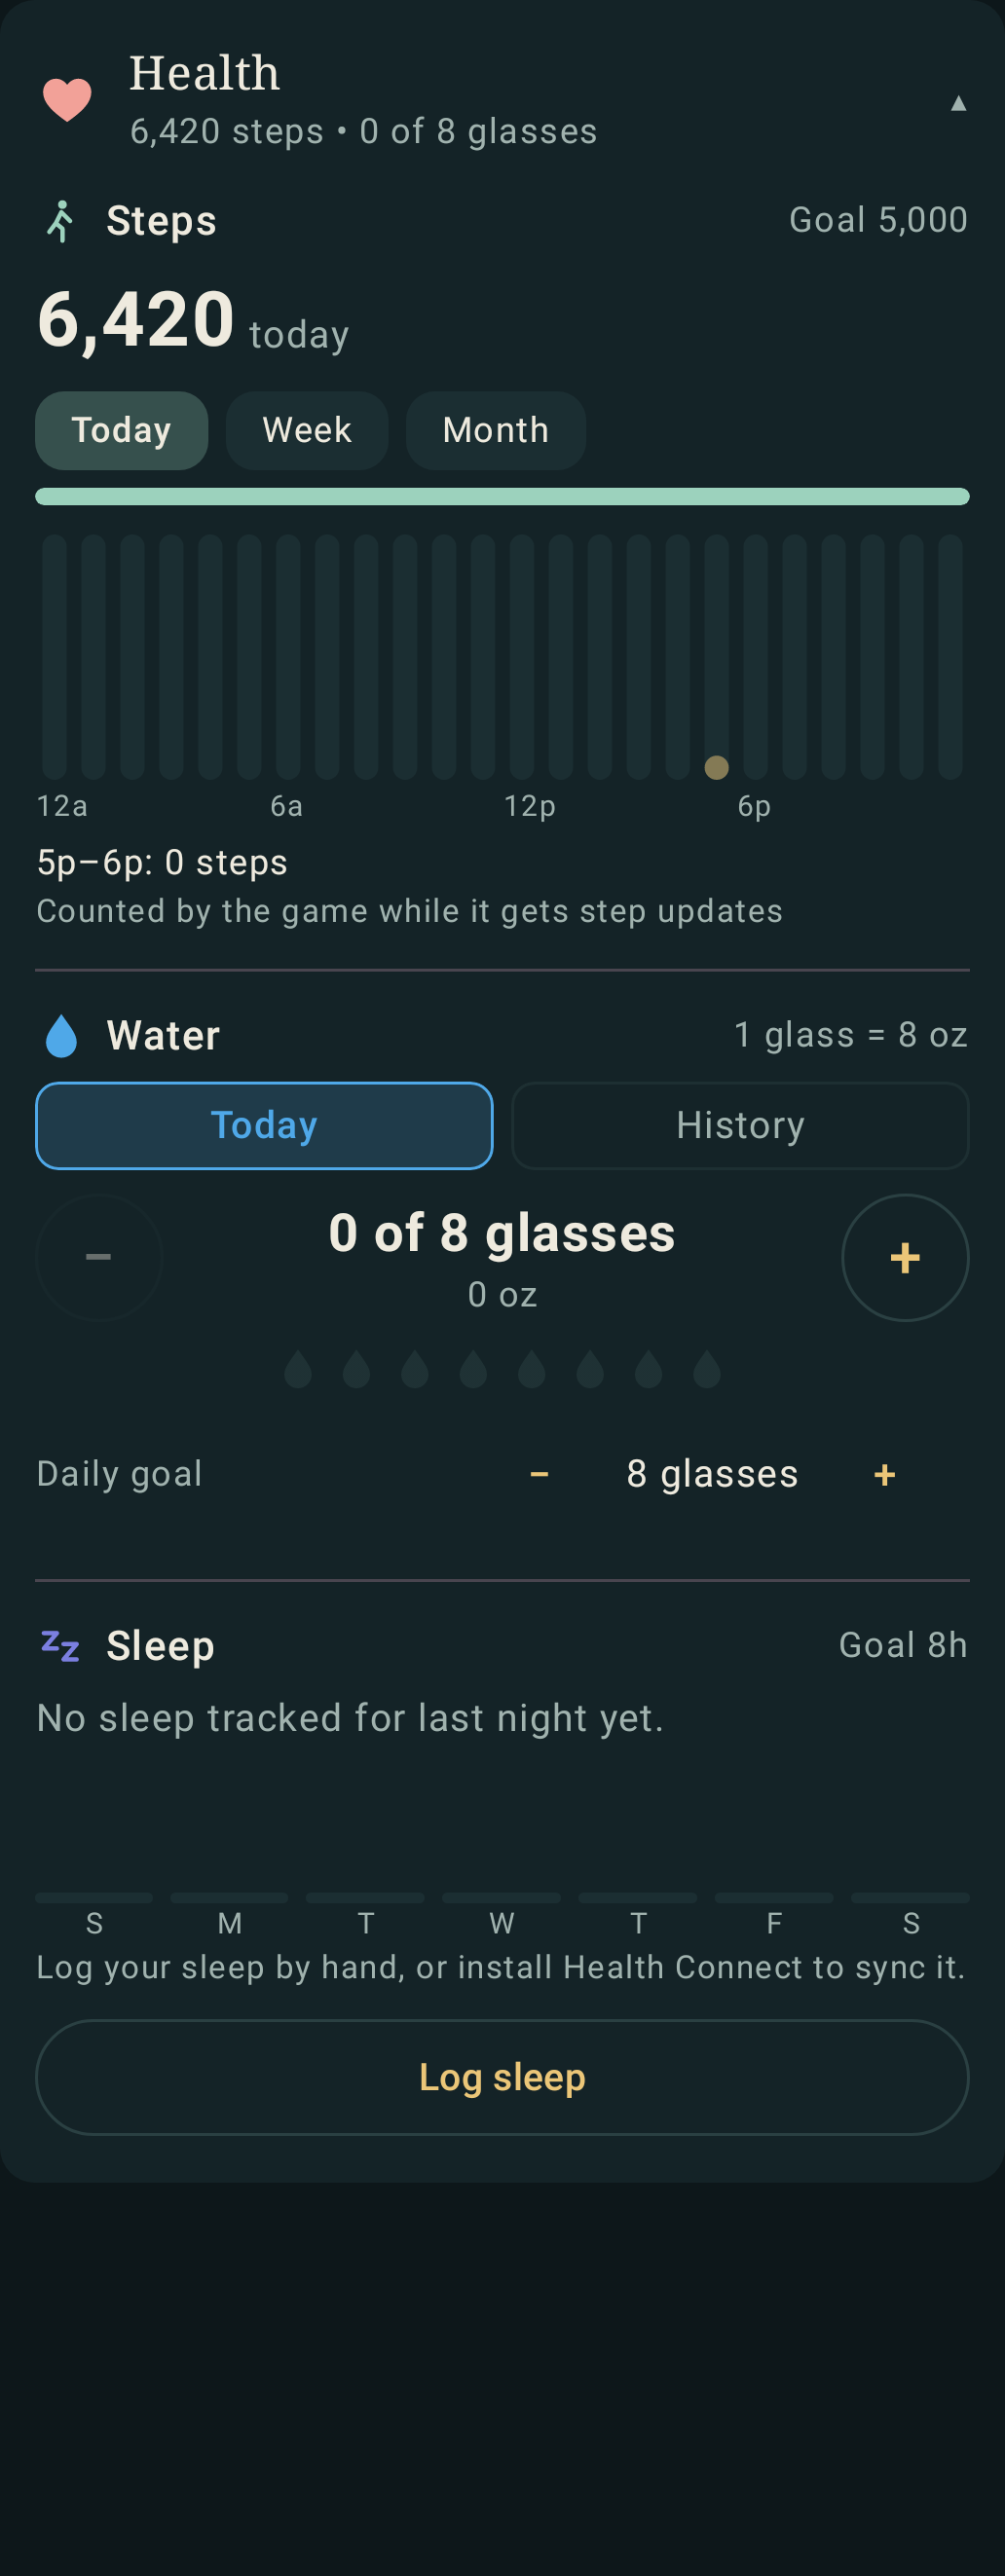 Health
6,420 steps • 0 of 8 glasses
▲
Steps
Goal 5,000
6,420 today
Today Week Month
12a 6a 12p 6p
5p–6p: 0 steps
Counted by the game while it gets step updates
Water
1 glass = 8 oz
Today History
− 0 of 8 glasses +
0 oz
Daily goal − 8 glasses +
zz Sleep
Goal 8h
No sleep tracked for last night yet.
S M T W T F S
Log your sleep by hand, or install Health Connect to sync it.
Log sleep